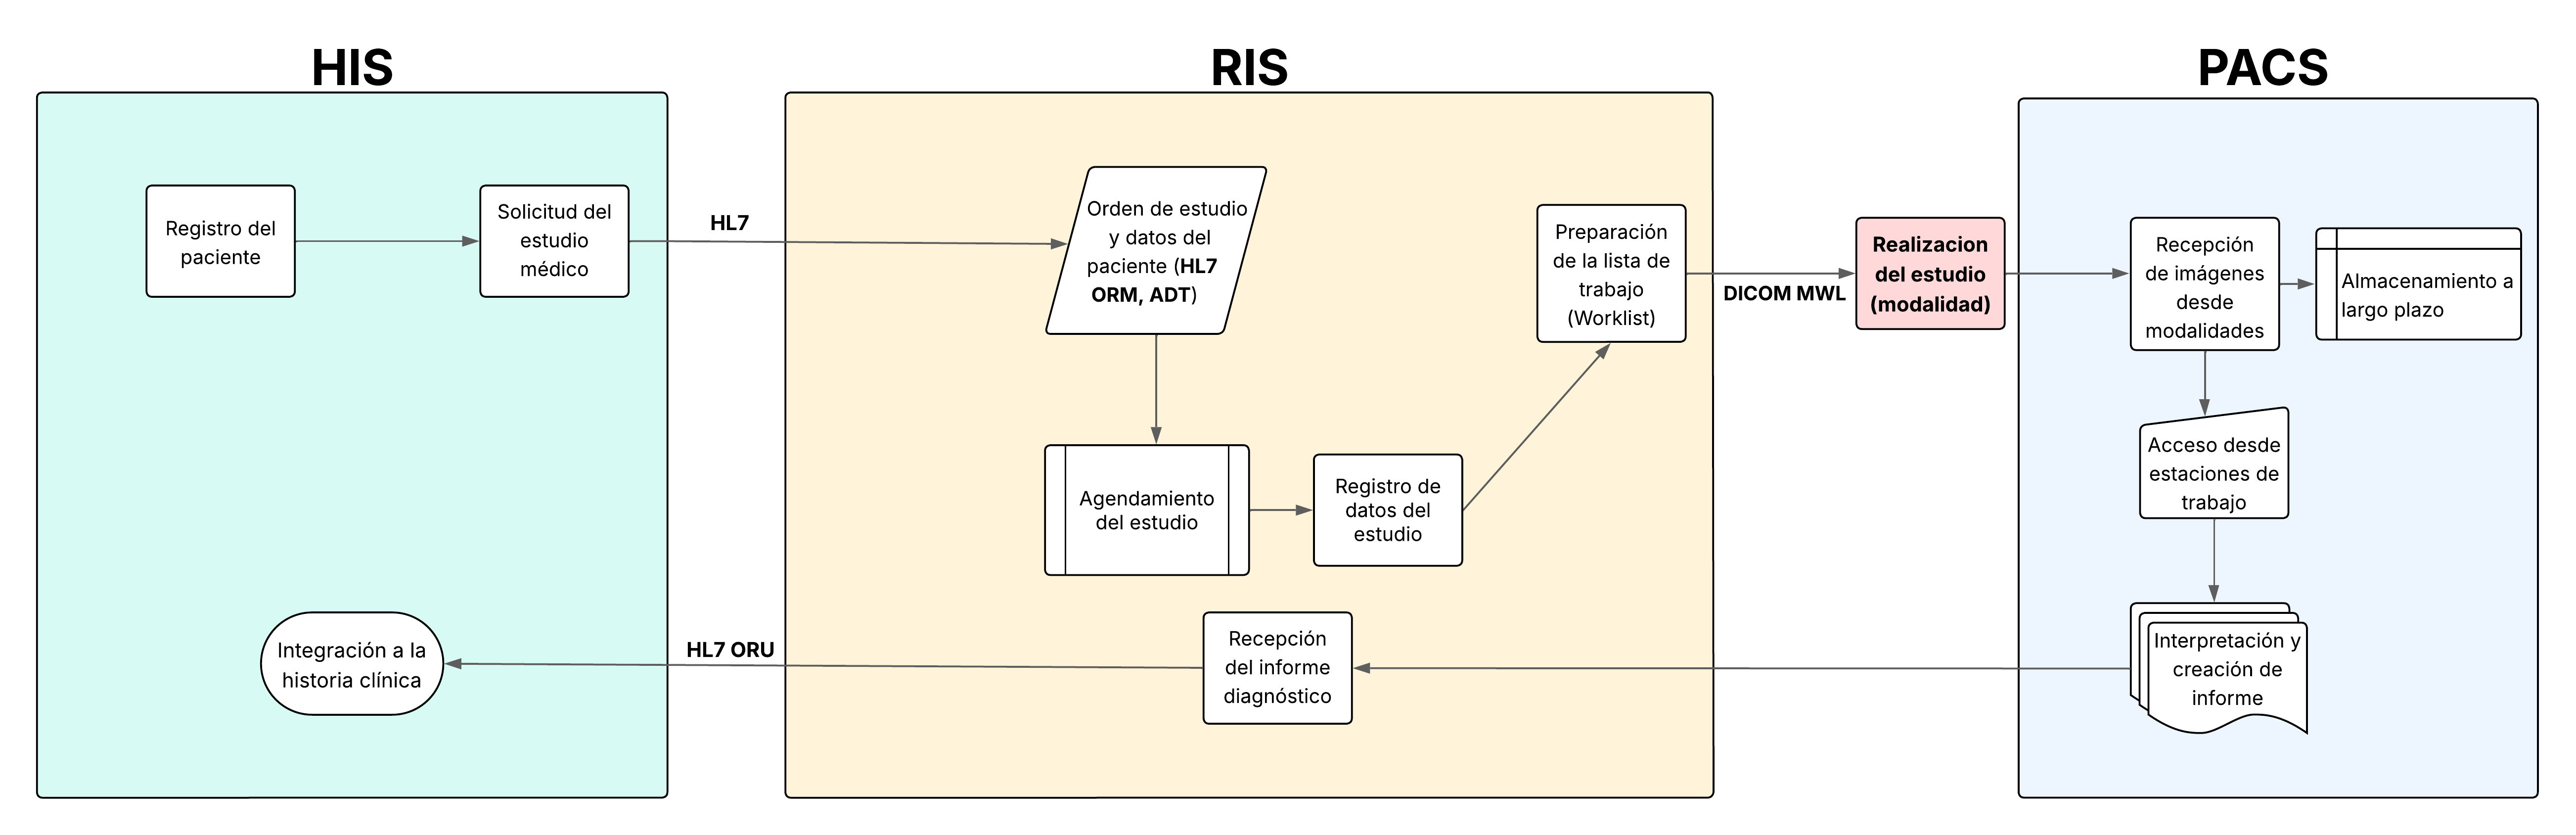 HIS
RIS
PACS
Registro del
paciente
Solicitud del
estudio
médico
HL7
Orden de estudio
y datos del
paciente (HL7
ORM, ADT)
Agendamiento
del estudio
Registro de
datos del
estudio
Preparación
de la lista de
trabajo
(Worklist)
DICOM MWL
Realizacion
del estudio
(modalidad)
Recepción
de imágenes
desde
modalidades
Almacenamiento a
largo plazo
Acceso desde
estaciones de
trabajo
Interpretación y
creación de
informe
Recepción
del informe
diagnóstico
HL7 ORU
Integración a la
historia clínica